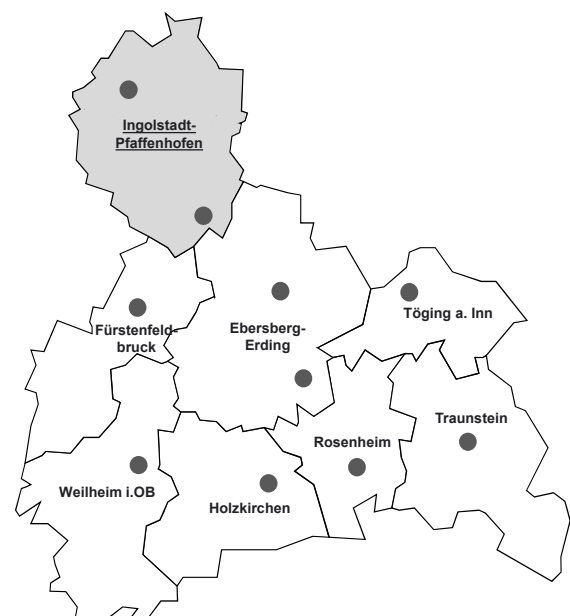 Ingolstadt-
Pfaffenhofen
Töging a. Inn
Fürstenfeld-
bruck
Ebersberg-
Erding
Traunstein
Rosenheim
Weilheim i.OB
Holzkirchen